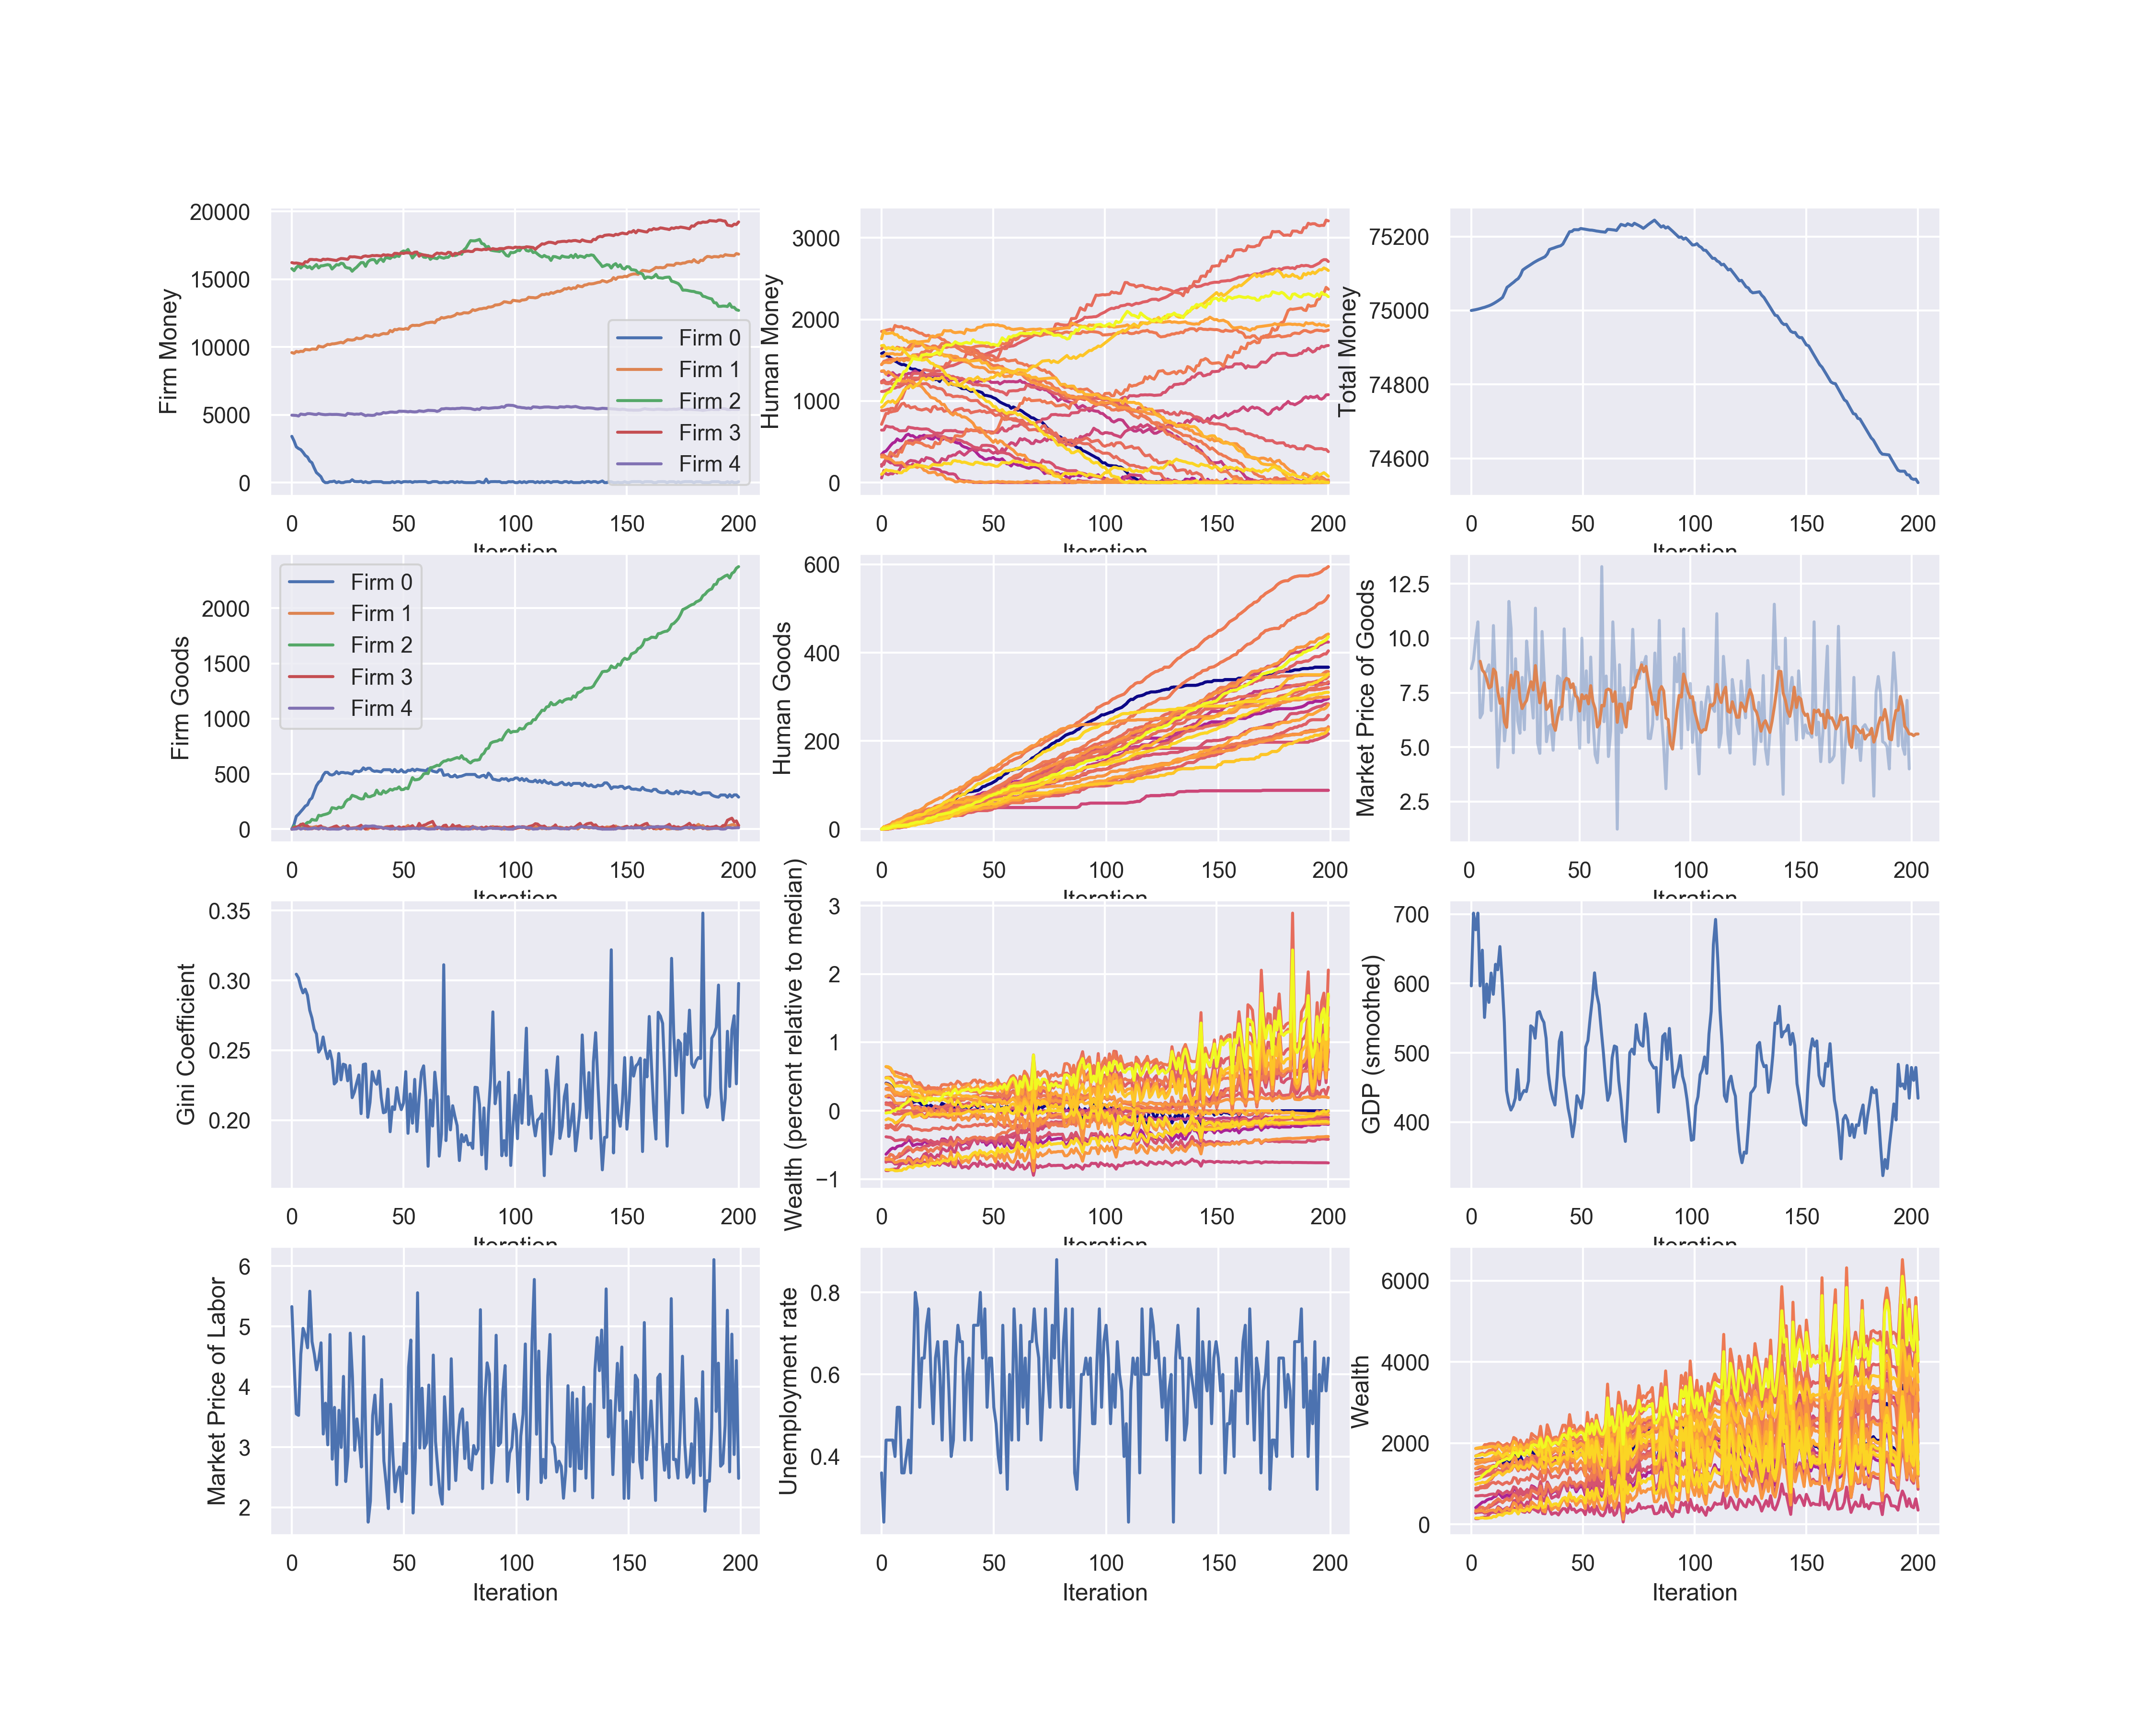 20000
15000
10000
5000
0
Firm Money
Firm 0
Firm 1
Firm 2
Firm 3
Firm 4
0 50 100 150 200
Iteration
3000
2000
1000
0
Human Money
0 50 100 150 200
Iteration
75200
75000
74800
74600
Total Money
0 50 100 150 200
Iteration
2000
1500
1000
500
0
Firm Goods
Firm 0
Firm 1
Firm 2
Firm 3
Firm 4
0 50 100 150 200
Iteration
600
400
200
0
Human Goods
0 50 100 150 200
Iteration
12.5
10.0
7.5
5.0
2.5
Market Price of Goods
0 50 100 150 200
Iteration
0.35
0.30
0.25
0.20
Gini Coefficient
0 50 100 150 200
Iteration
3
2
1
0
−1
Wealth (percent relative to median)
0 50 100 150 200
Iteration
700
600
500
400
GDP (smoothed)
0 50 100 150 200
Iteration
6
5
4
3
2
Market Price of Labor
0 50 100 150 200
Iteration
0.8
0.6
0.4
Unemployment rate
0 50 100 150 200
Iteration
6000
4000
2000
0
Wealth
0 50 100 150 200
Iteration